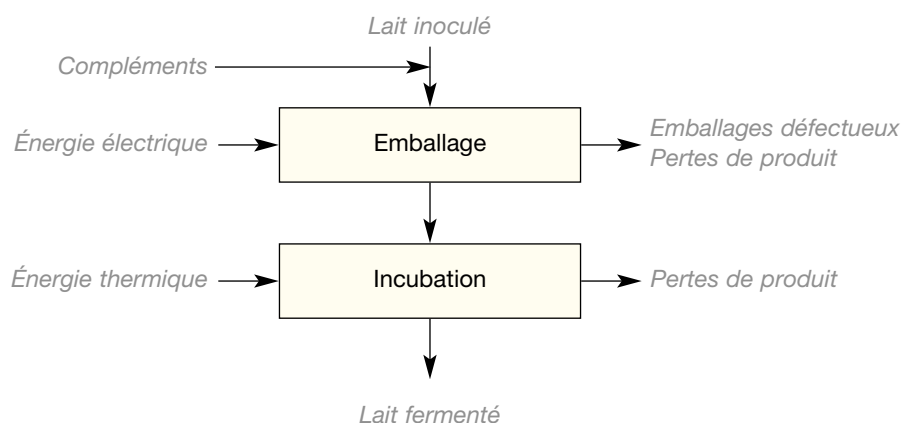 Lait inoculé
Compléments
Énergie électrique
Emballage
Emballages défectueux
Pertes de produit
Énergie thermique
Incubation
Pertes de produit
Lait fermenté